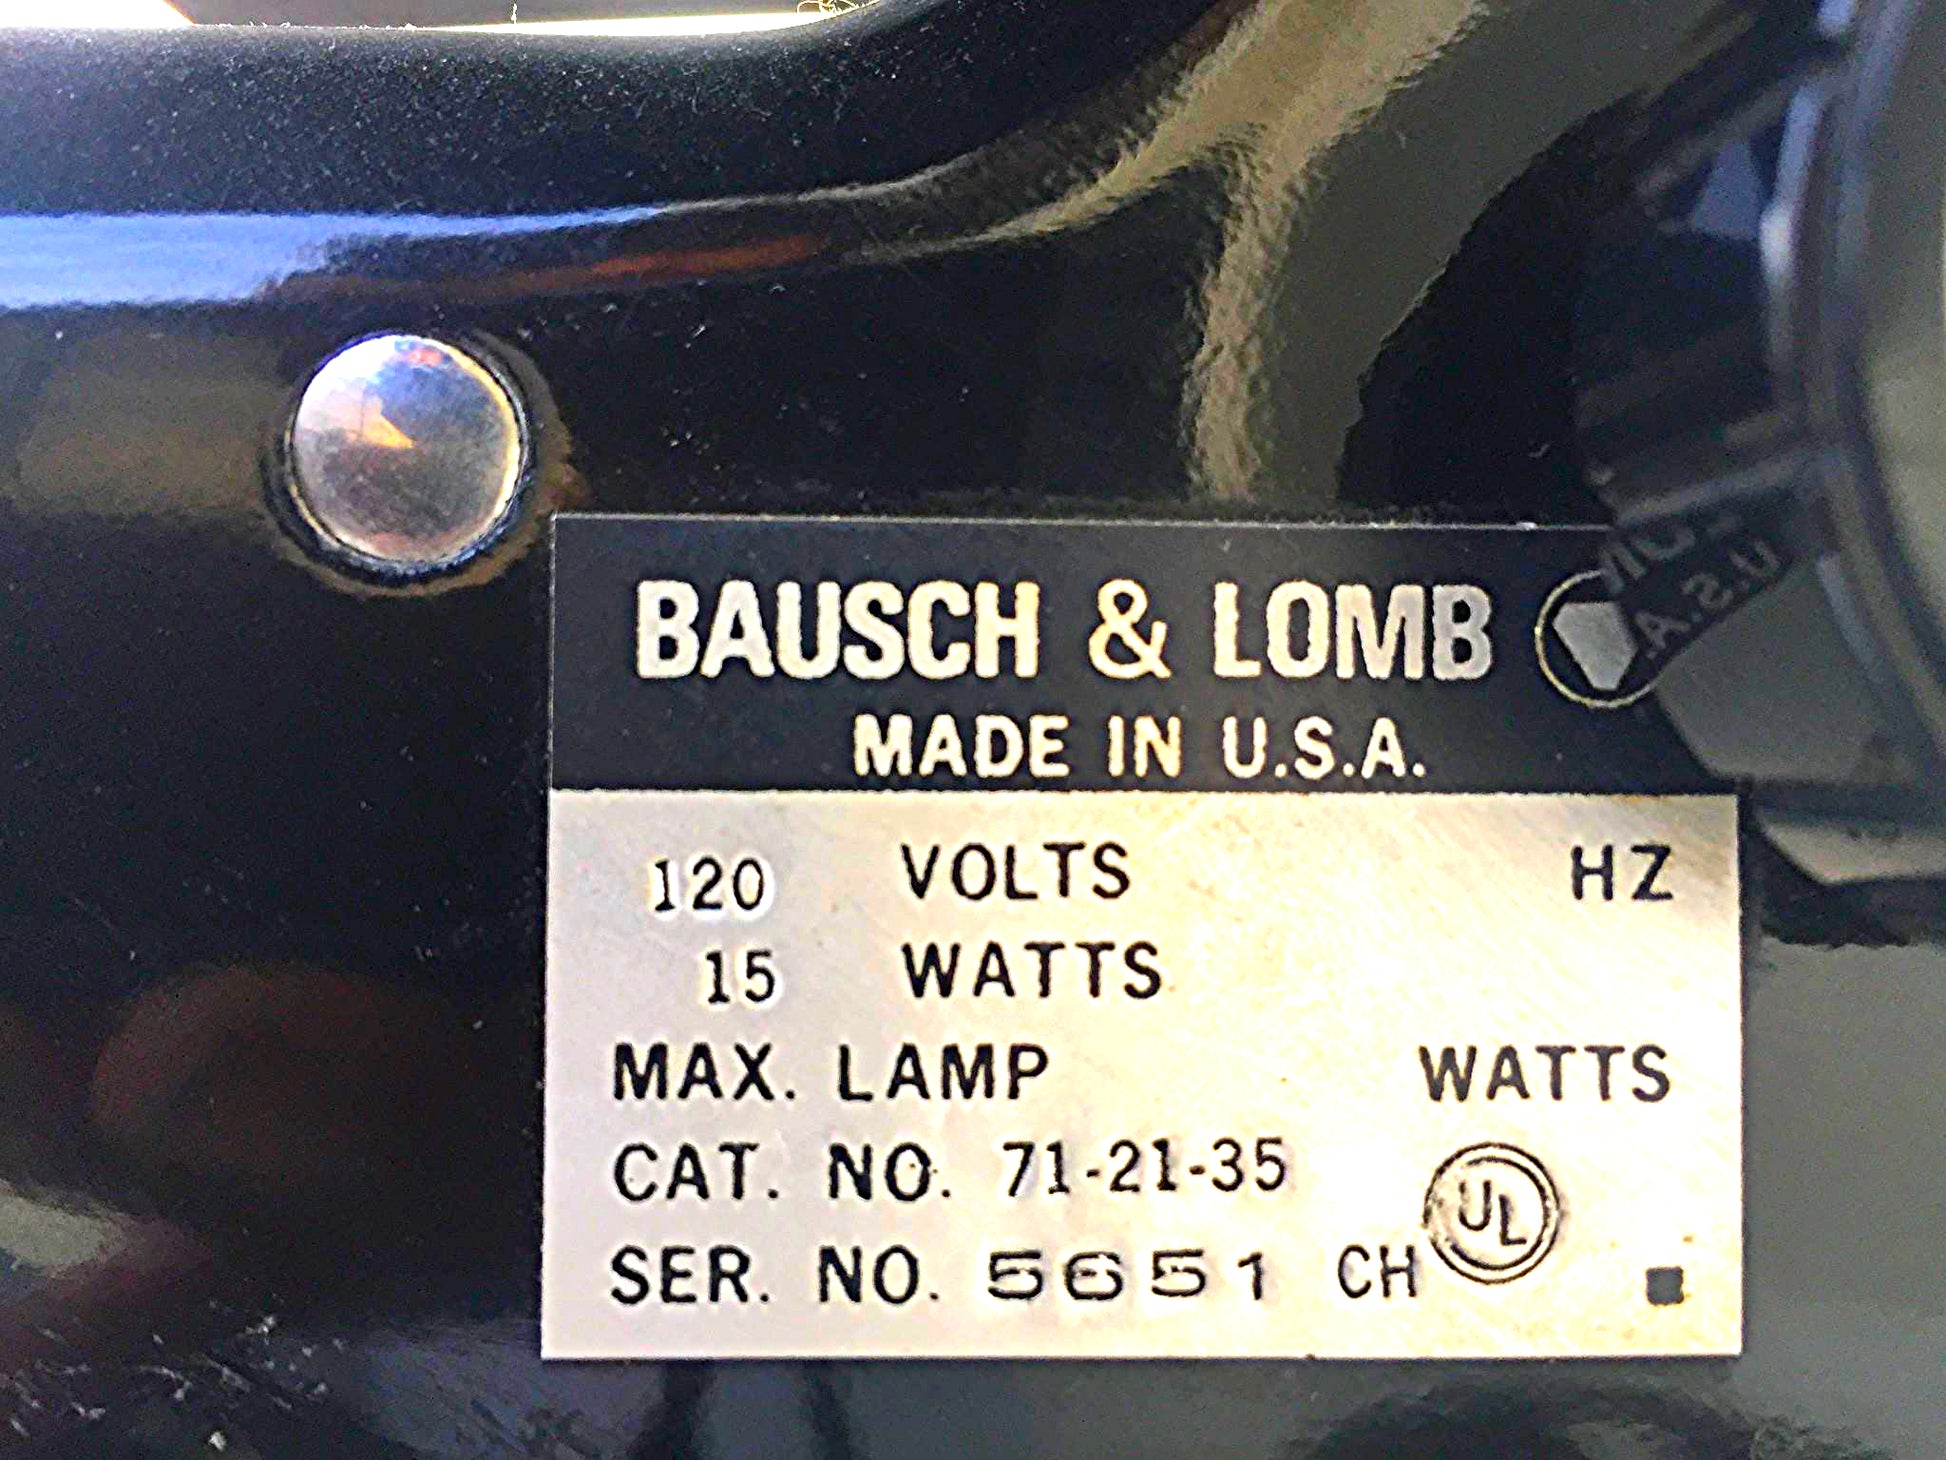 BAUSCH & LOMB
MADE IN U.S.A.
120 VOLTS HZ
15 WATTS
MAX. LAMP WATTS
CAT. NO. 71-21-35
SER. NO. 5651 CH UL
U.S.A.